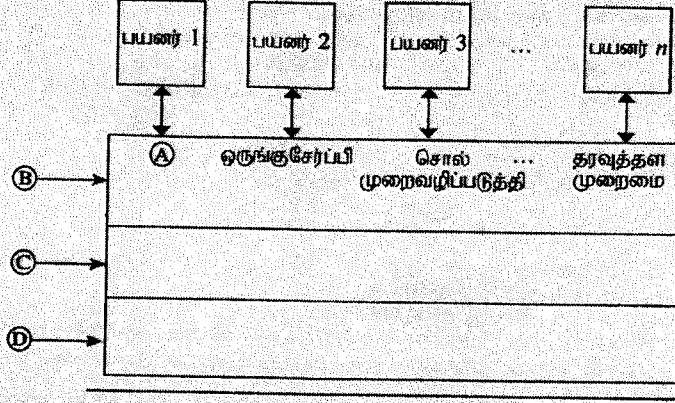 பயனர் 1 பயனர் 2 பயனர் 3 ... பயனர் n
A ஒருங்குசேர்ப்பி சொல் ... தரவுத்தள
முறைவழிப்படுத்தி முறைமை
B
C
D